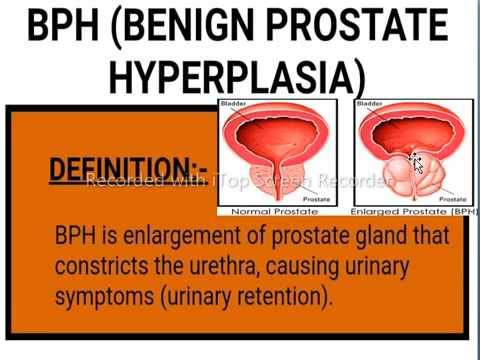 BPH (BENIGN PROSTATE
HYPERPLASIA)
Bladder
Prostate
Normal Prostate
Bladder
Prostate
Enlarged Prostate (BPH)
DEFINITION:-
Recorded with iTop Screen Recorder
BPH is enlargement of prostate gland that
constricts the urethra, causing urinary
symptoms (urinary retention).